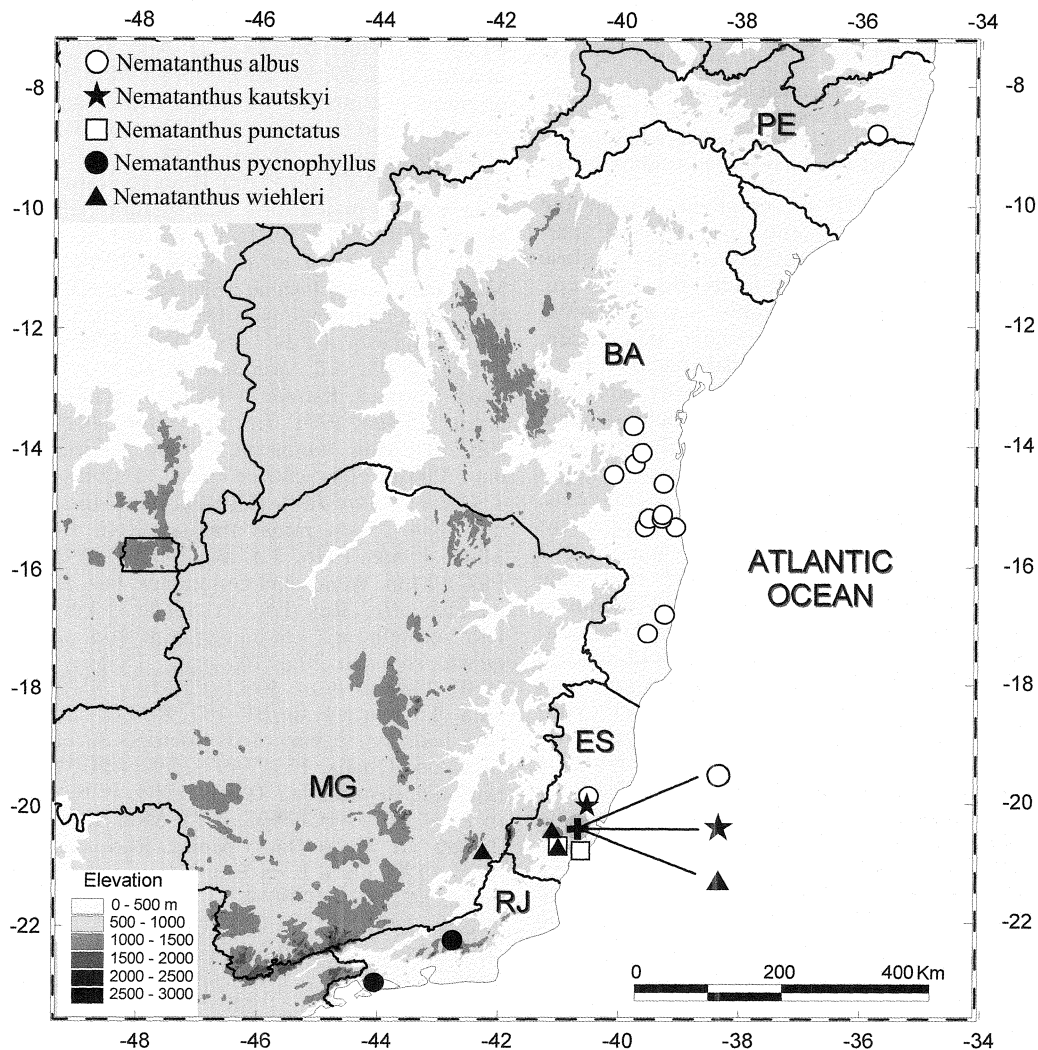 -48 -46 -44 -42 -40 -38 -36 -34
Nematanthus albus
Nematanthus kautskyi
Nematanthus punctatus
Nematanthus pycnophyllus
Nematanthus wiehleri
-8 -8
PE
-10 -10
-12 -12
BA
-14 -14
-16 -16
ATLANTIC
OCEAN
-18 -18
ES
MG
-20 -20
Elevation
0 - 500 m
500 - 1000
1000 - 1500
1500 - 2000
2000 - 2500
2500 - 3000
RJ
-22 -22
0 200 400 Km
-48 -46 -44 -42 -40 -38 -36 -34